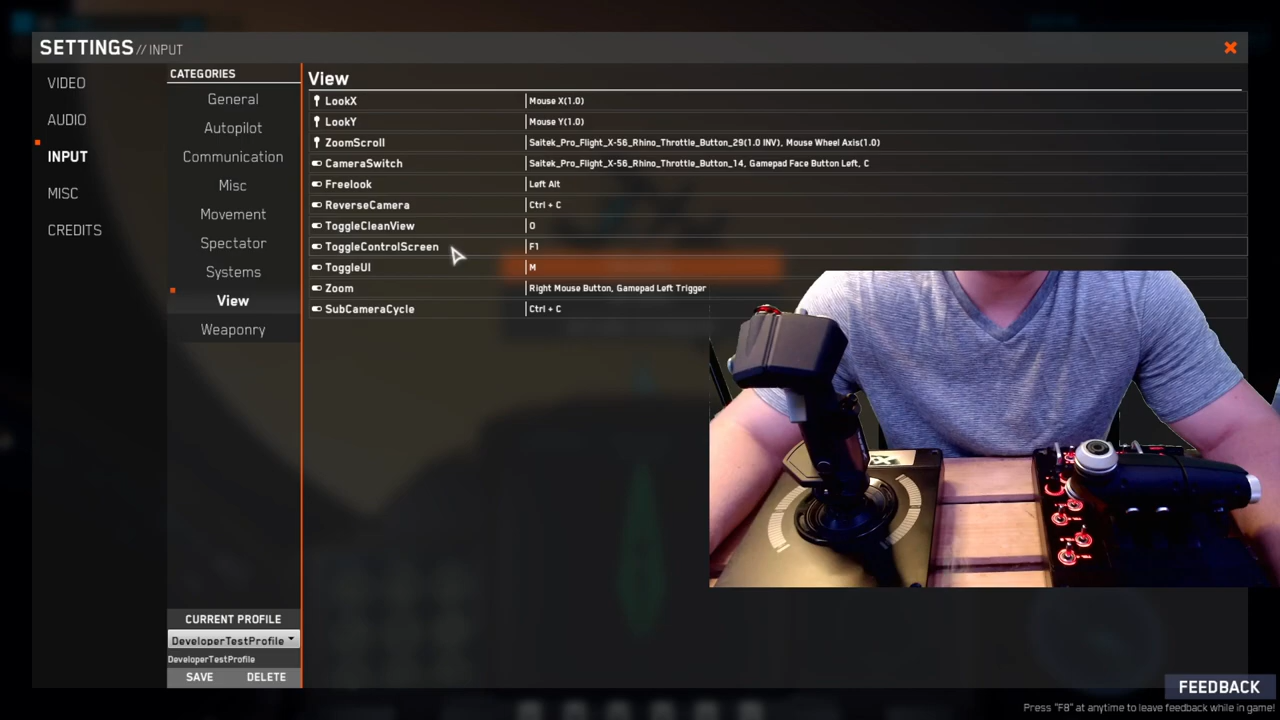 SETTINGS // INPUT
VIDEO
AUDIO
INPUT
MISC
CREDITS
CATEGORIES
General
Autopilot
Communication
Misc
Movement
Spectator
Systems
View
Weaponry
View
LookX Mouse X(1.0)
LookY Mouse Y(1.0)
ZoomScroll Saitek_Pro_Flight_X-56_Rhino_Throttle_Button_29(1.0 INV), Mouse Wheel Axis(1.0)
CameraSwitch Saitek_Pro_Flight_X-56_Rhino_Throttle_Button_14, Gamepad Face Button Left, C
Freelook Left Alt
ReverseCamera Ctrl + C
ToggleCleanView O
ToggleControlScreen F1
ToggleUI M
Zoom Right Mouse Button, Gamepad Left Trigger
SubCameraCycle Ctrl + C
CURRENT PROFILE
DeveloperTestProfile
DeveloperTestProfile
SAVE DELETE
FEEDBACK
Press "F8" at anytime to leave feedback while in game!